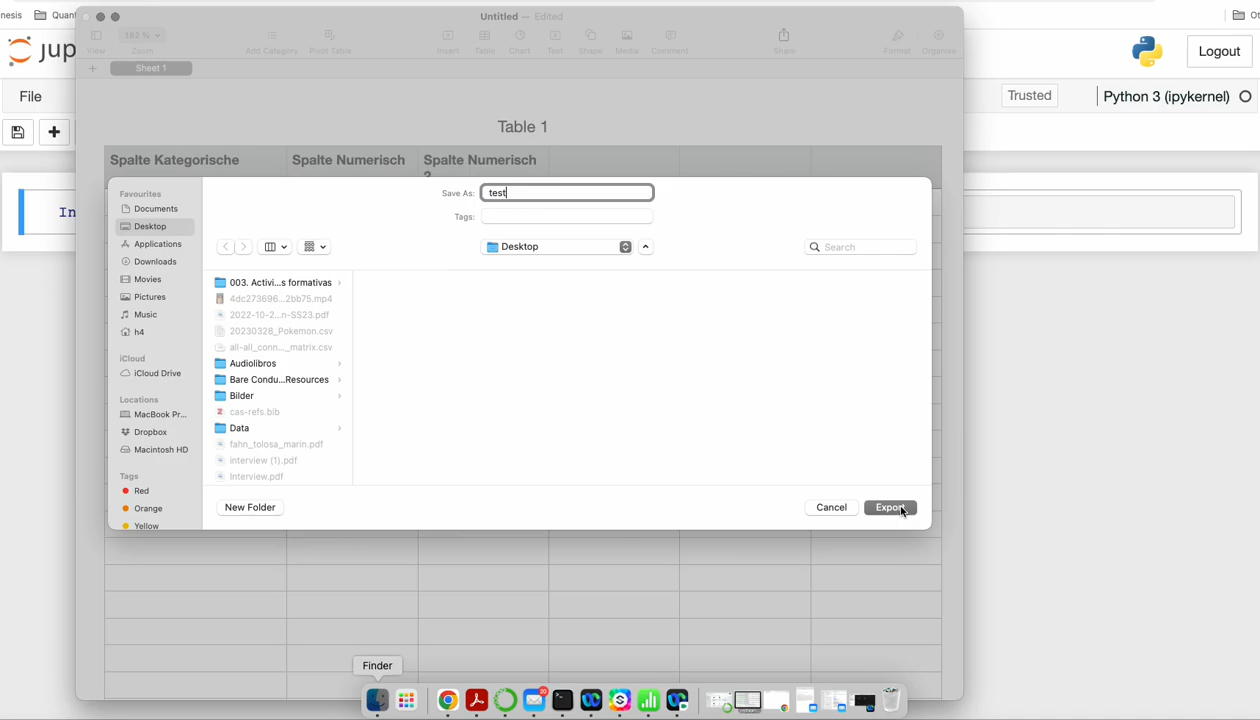 nesis Quant Ot
Untitled — Edited
182 %
View Zoom Add Category Pivot Table Insert Table Chart Shape Text Media Comment Share Format Organise
jup Logout
Sheet 1
File Trusted Python 3 (ipykernel)
Table 1
Spalte Kategorische Spalte Numerisch Spalte Numerisch
In
Favourites
Documents
Desktop
Applications
Downloads
Movies
Pictures
Music
h4
iCloud
iCloud Drive
Locations
MacBook Pr...
Dropbox
Macintosh HD
Tags
Red
Orange
Yellow
Save As: test
Tags:
Desktop
Search
003. Activi...s formativas
4dc273696...2bb75.mp4
2022-10-2...n-SS23.pdf
20230328_Pokemon.csv
all-all_conn..._matrix.csv
Audiolibros
Bare Condu...Resources
Bilder
cas-refs.bib
Data
fahn_tolosa_marin.pdf
interview (1).pdf
Interview.pdf
New Folder Cancel Export
Finder